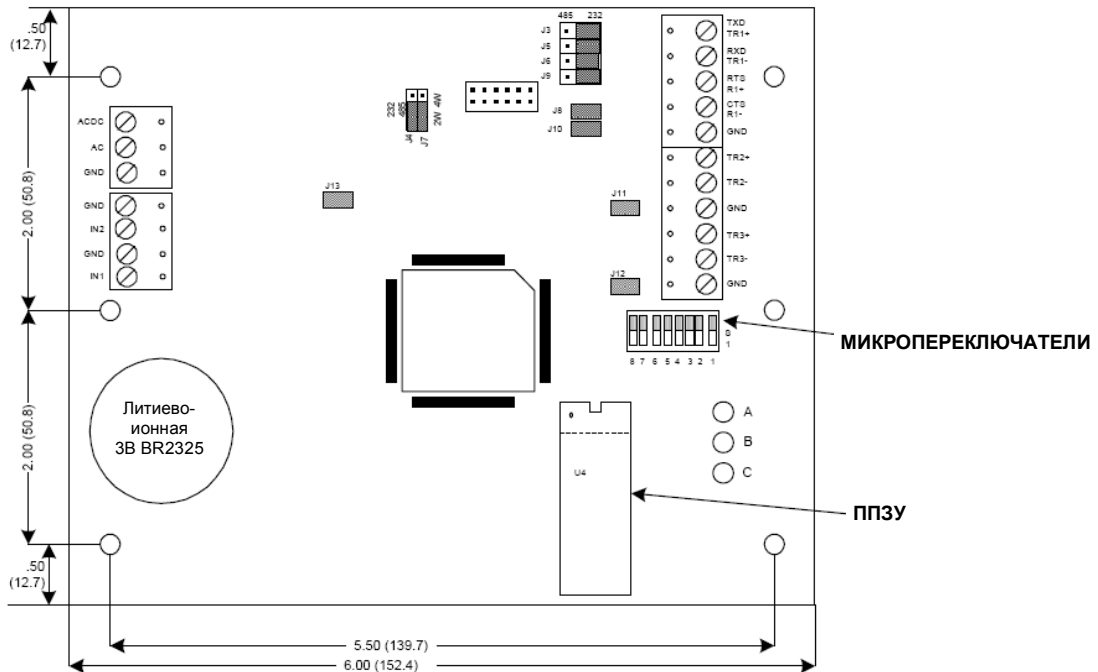 .50
(12.7)
2.00 (50.8)
2.00 (50.8)
.50
(12.7)
5.50 (139.7)
6.00 (152.4)
ACDC
AC
GND
GND
IN2
GND
IN1
Литиево-
ионная
3В BR2325
232
485
4W
2W
J4
J7
J13
485 232
J3
J5
J6
J9
J8
J10
J11
J12
TXD
TR1+
RXD
TR1-
RTS
R1+
CTS
R1-
GND
TR2+
TR2-
GND
TR3+
TR3-
GND
8 7 6 5 4 3 2 1
МИКРОПЕРЕКЛЮЧАТЕЛИ
A
B
C
U4
ППЗУ